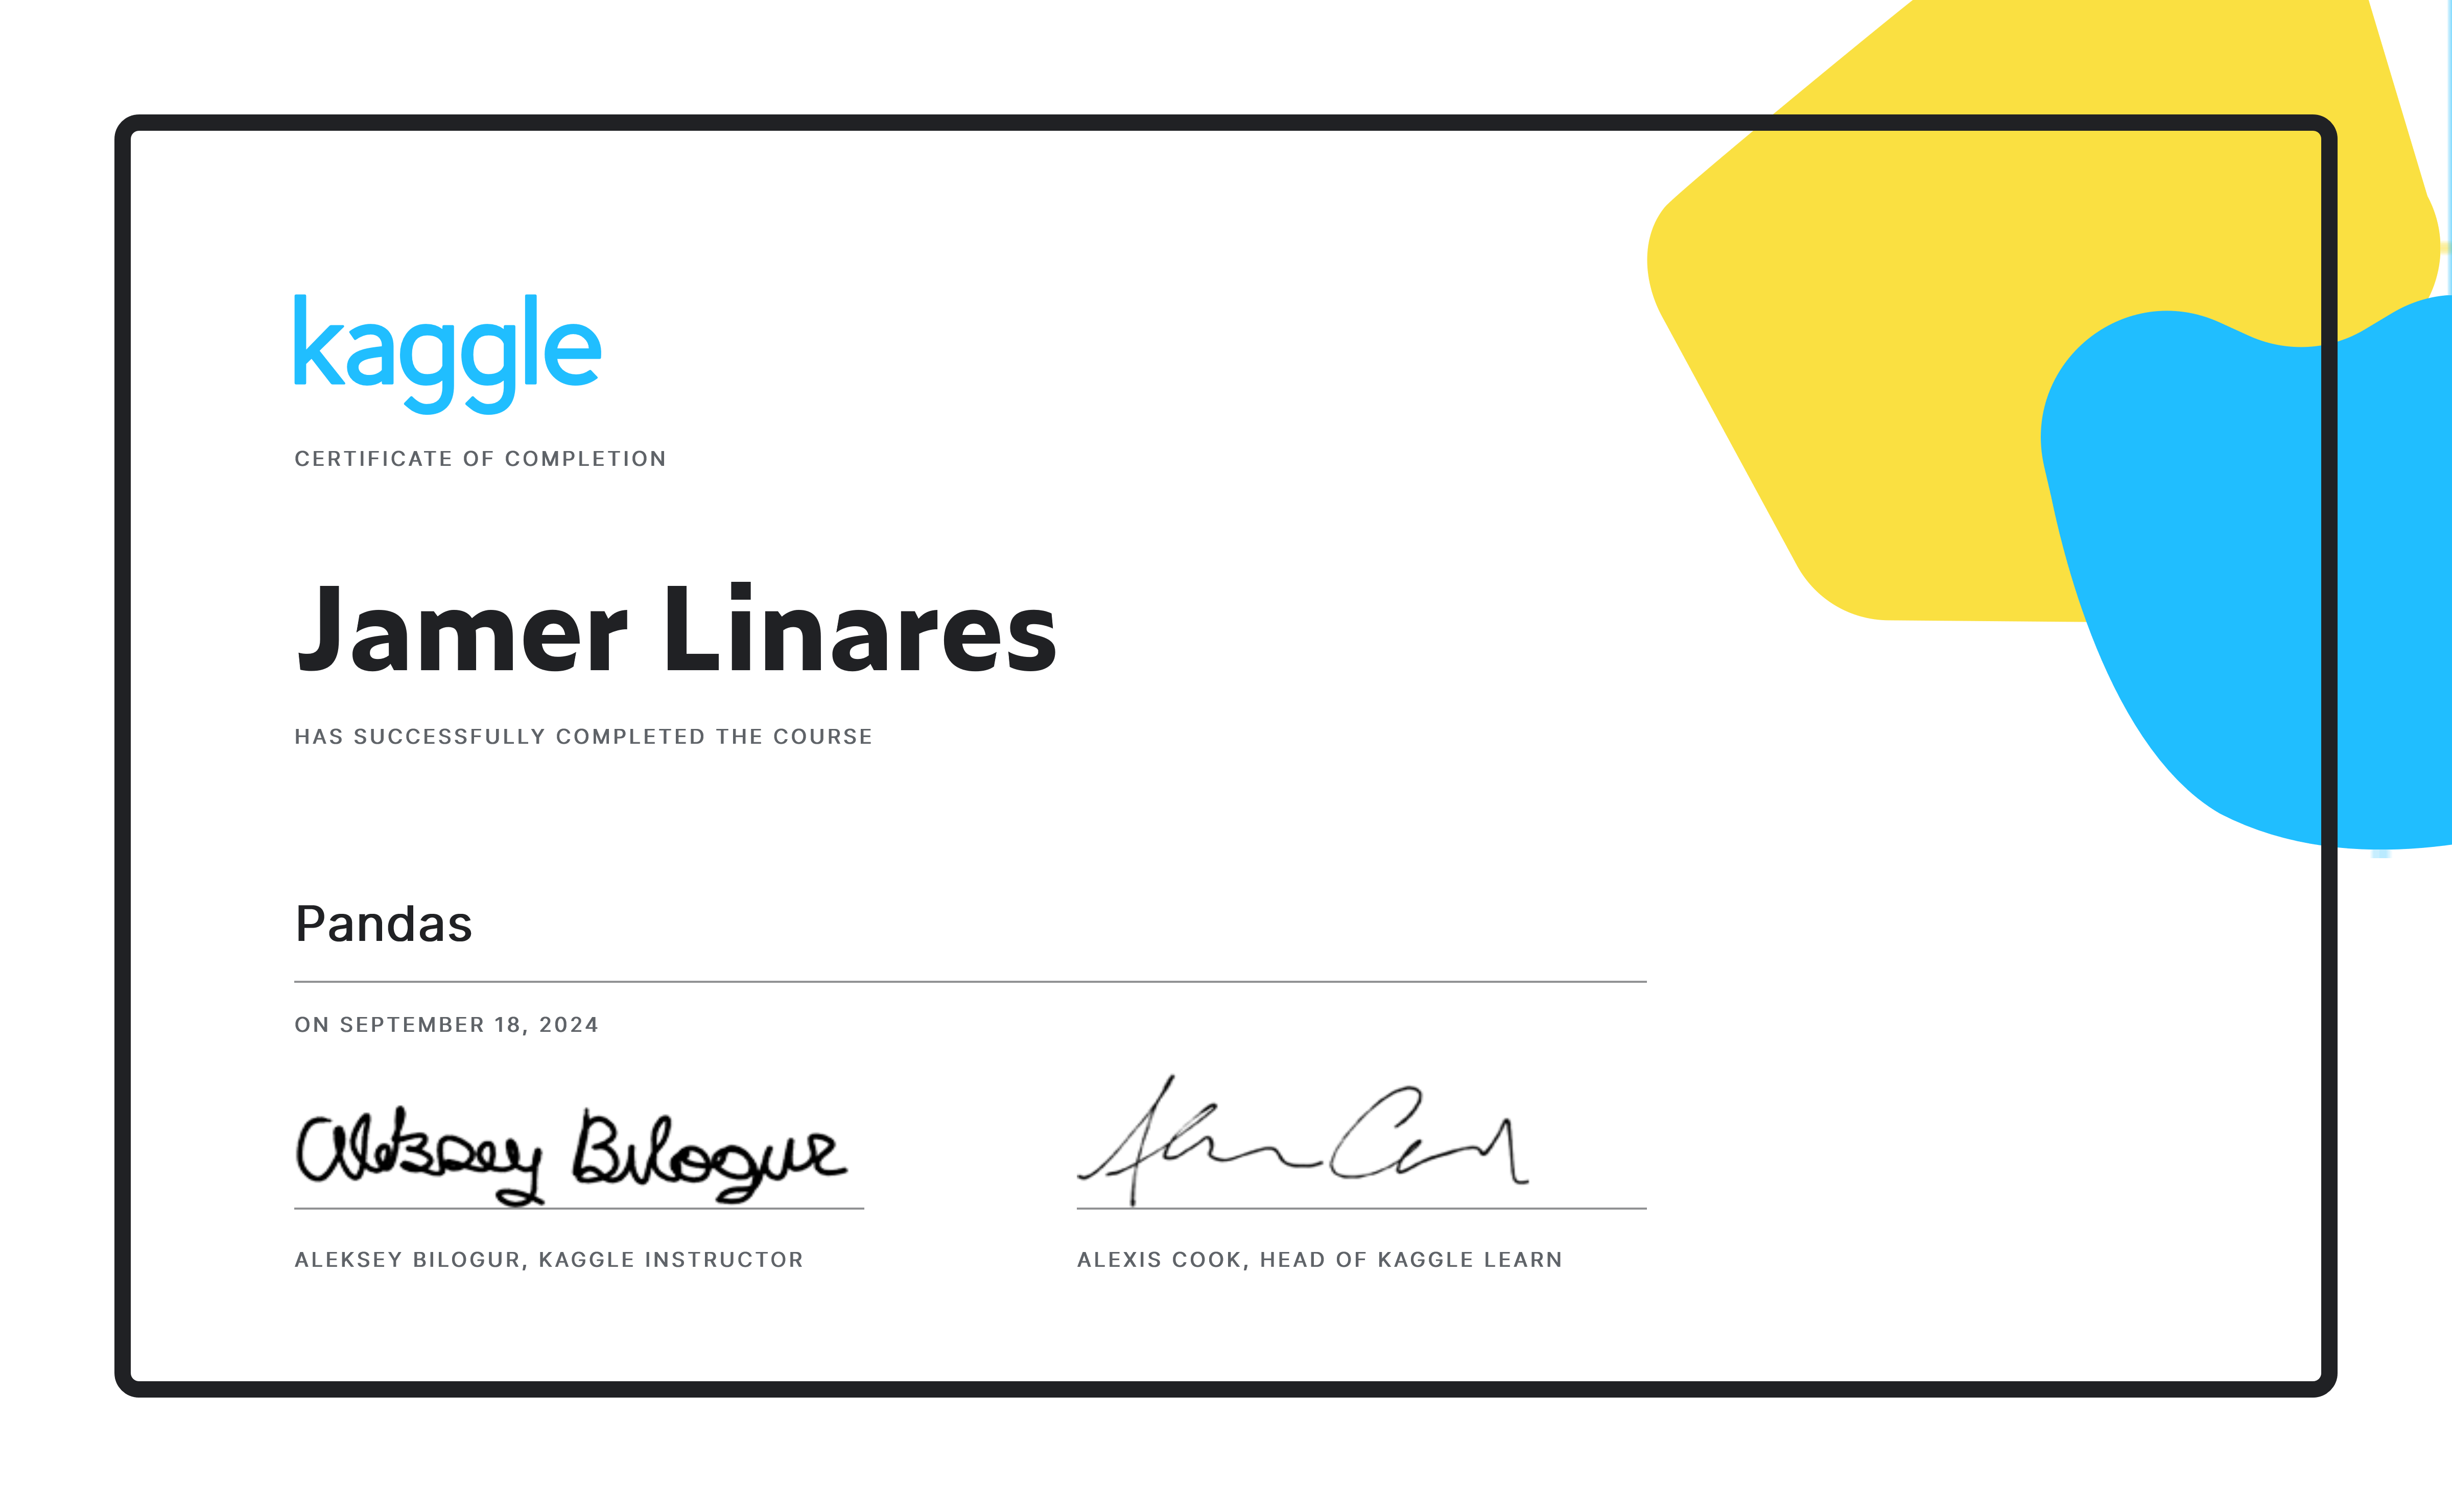 kaggle
CERTIFICATE OF COMPLETION
Jamer Linares
HAS SUCCESSFULLY COMPLETED THE COURSE
Pandas
ON SEPTEMBER 18, 2024
Aleksey Bilogur
ALEKSEY BILOGUR, KAGGLE INSTRUCTOR
ALEXIS COOK, HEAD OF KAGGLE LEARN